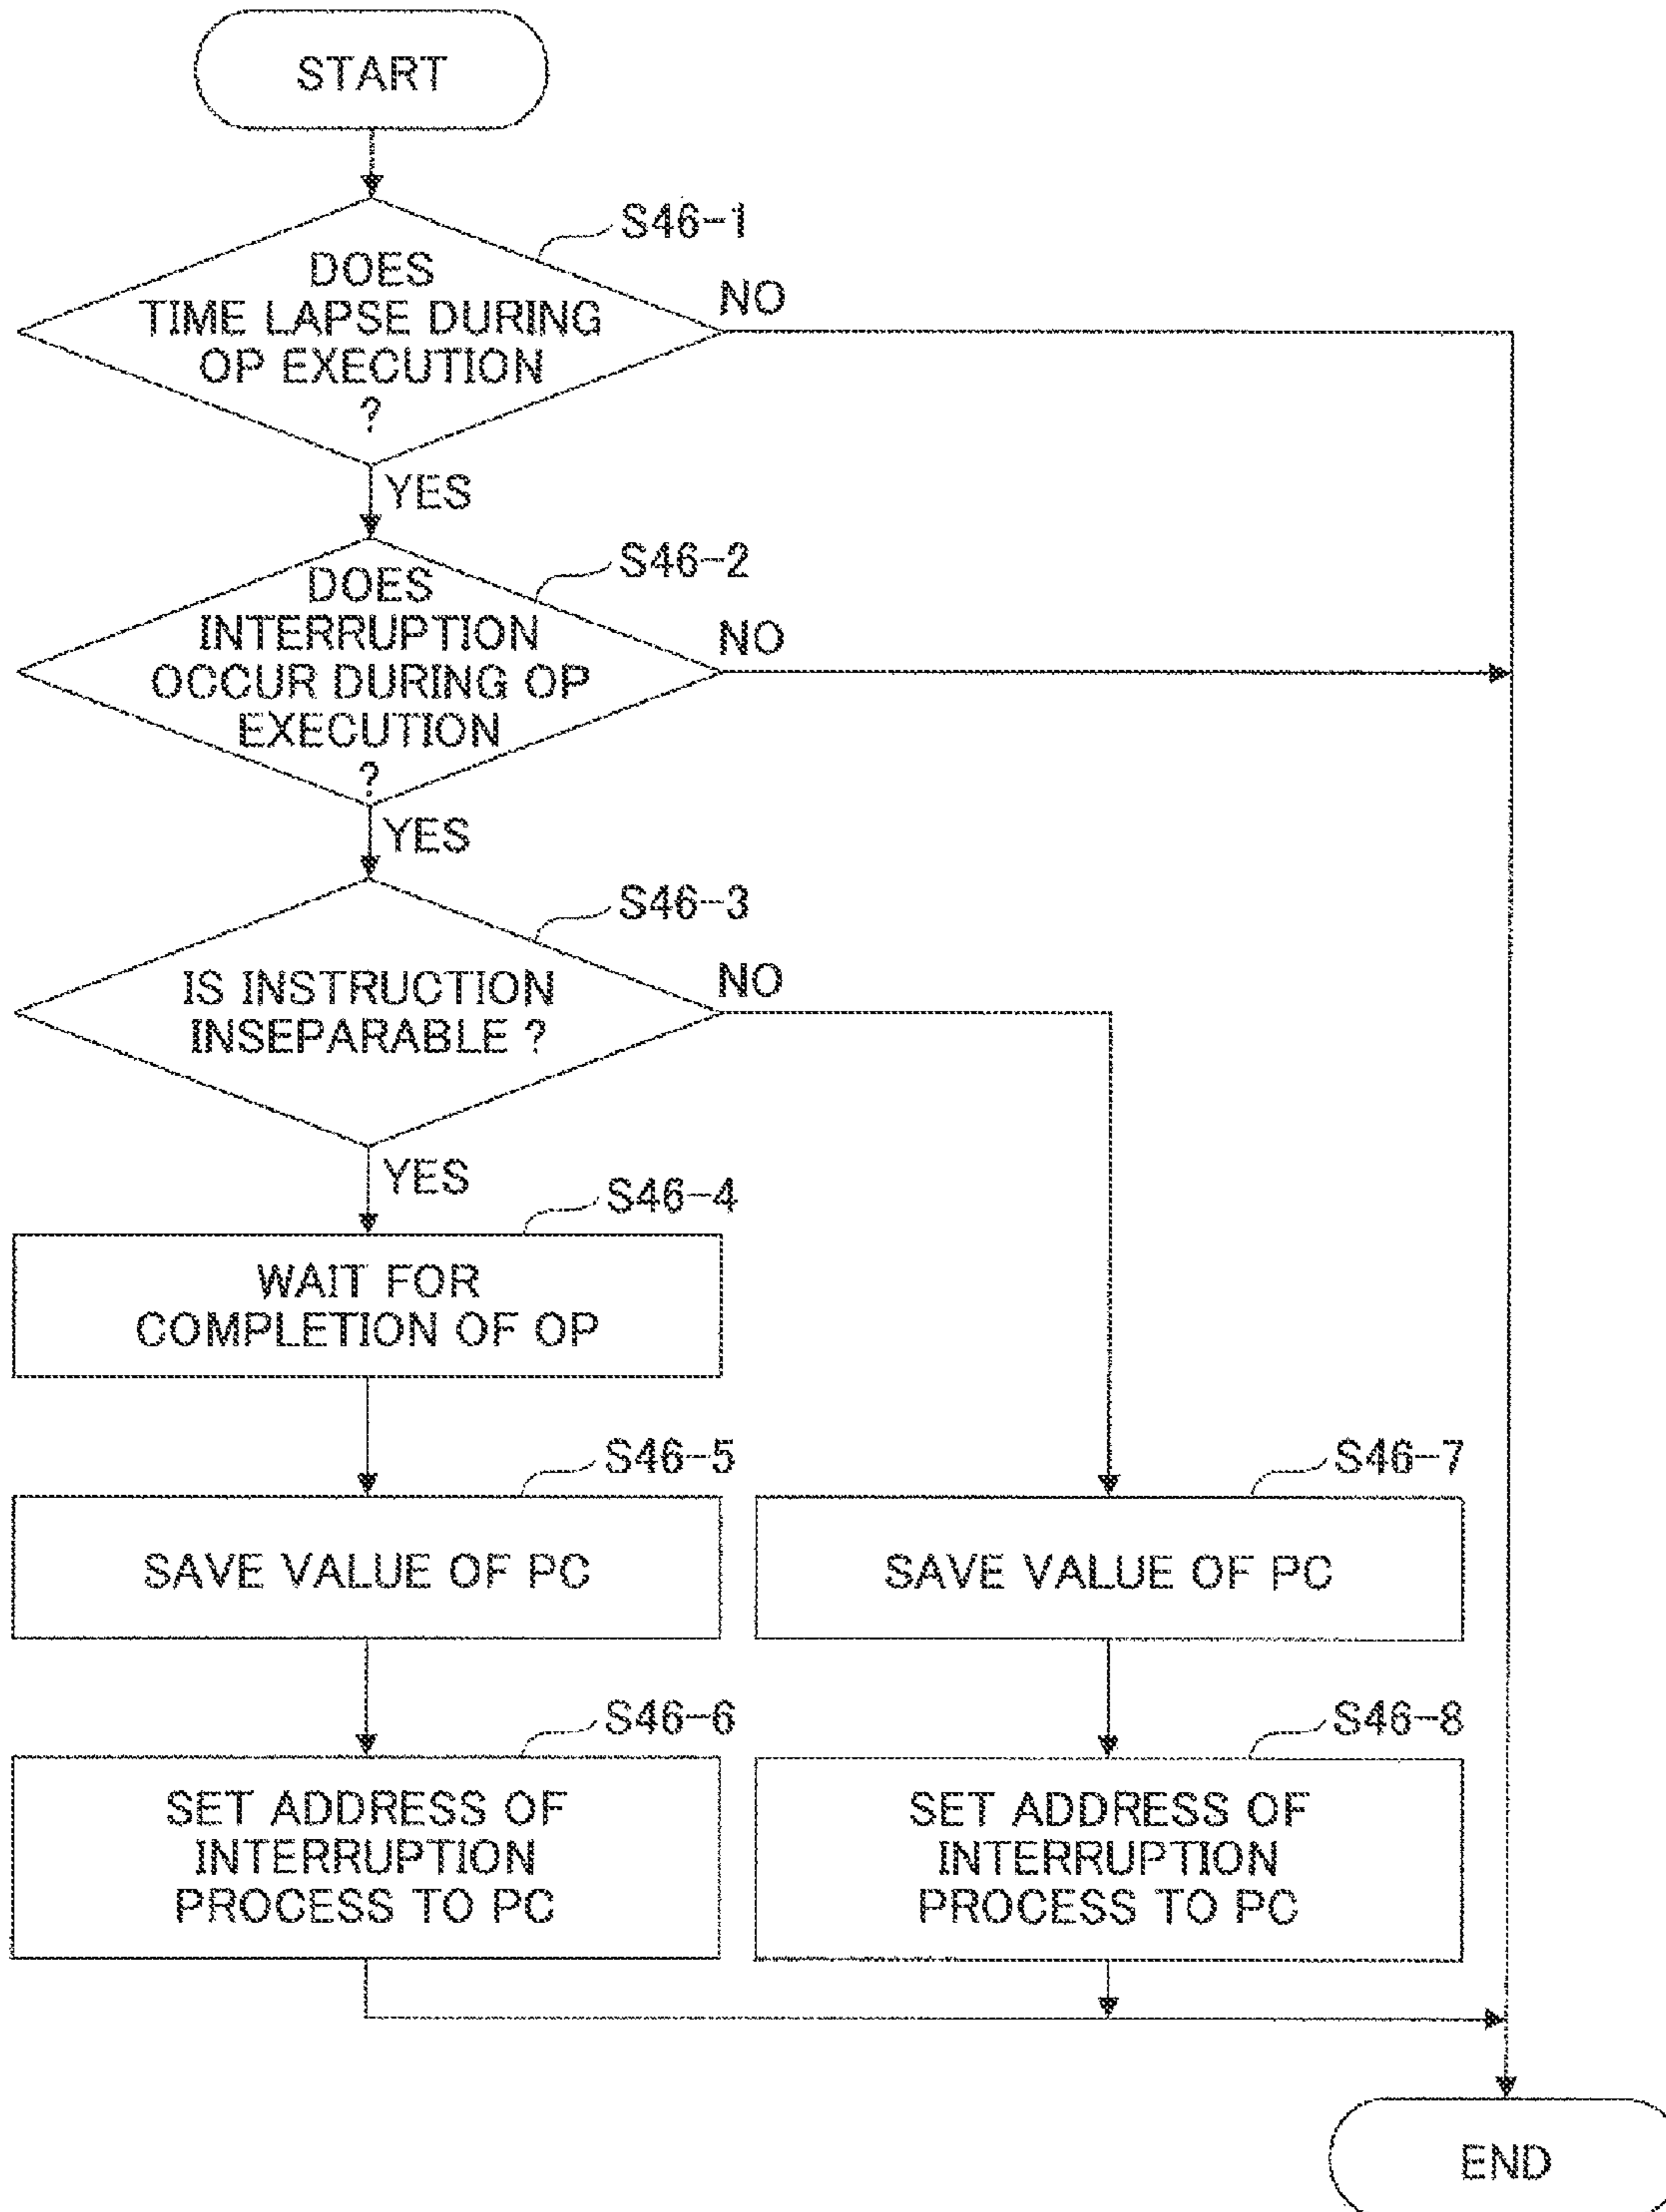 START
S46-1
DOES
TIME LAPSE DURING
OP EXECUTION
?
NO
YES
S46-2
DOES
INTERRUPTION
OCCUR DURING OP
EXECUTION
?
NO
YES
S46-3
IS INSTRUCTION
INSEPARABLE ?
NO
YES
S46-4
WAIT FOR
COMPLETION OF OP
S46-5
SAVE VALUE OF PC
S46-7
SAVE VALUE OF PC
S46-6
SET ADDRESS OF
INTERRUPTION
PROCESS TO PC
S46-8
SET ADDRESS OF
INTERRUPTION
PROCESS TO PC
END